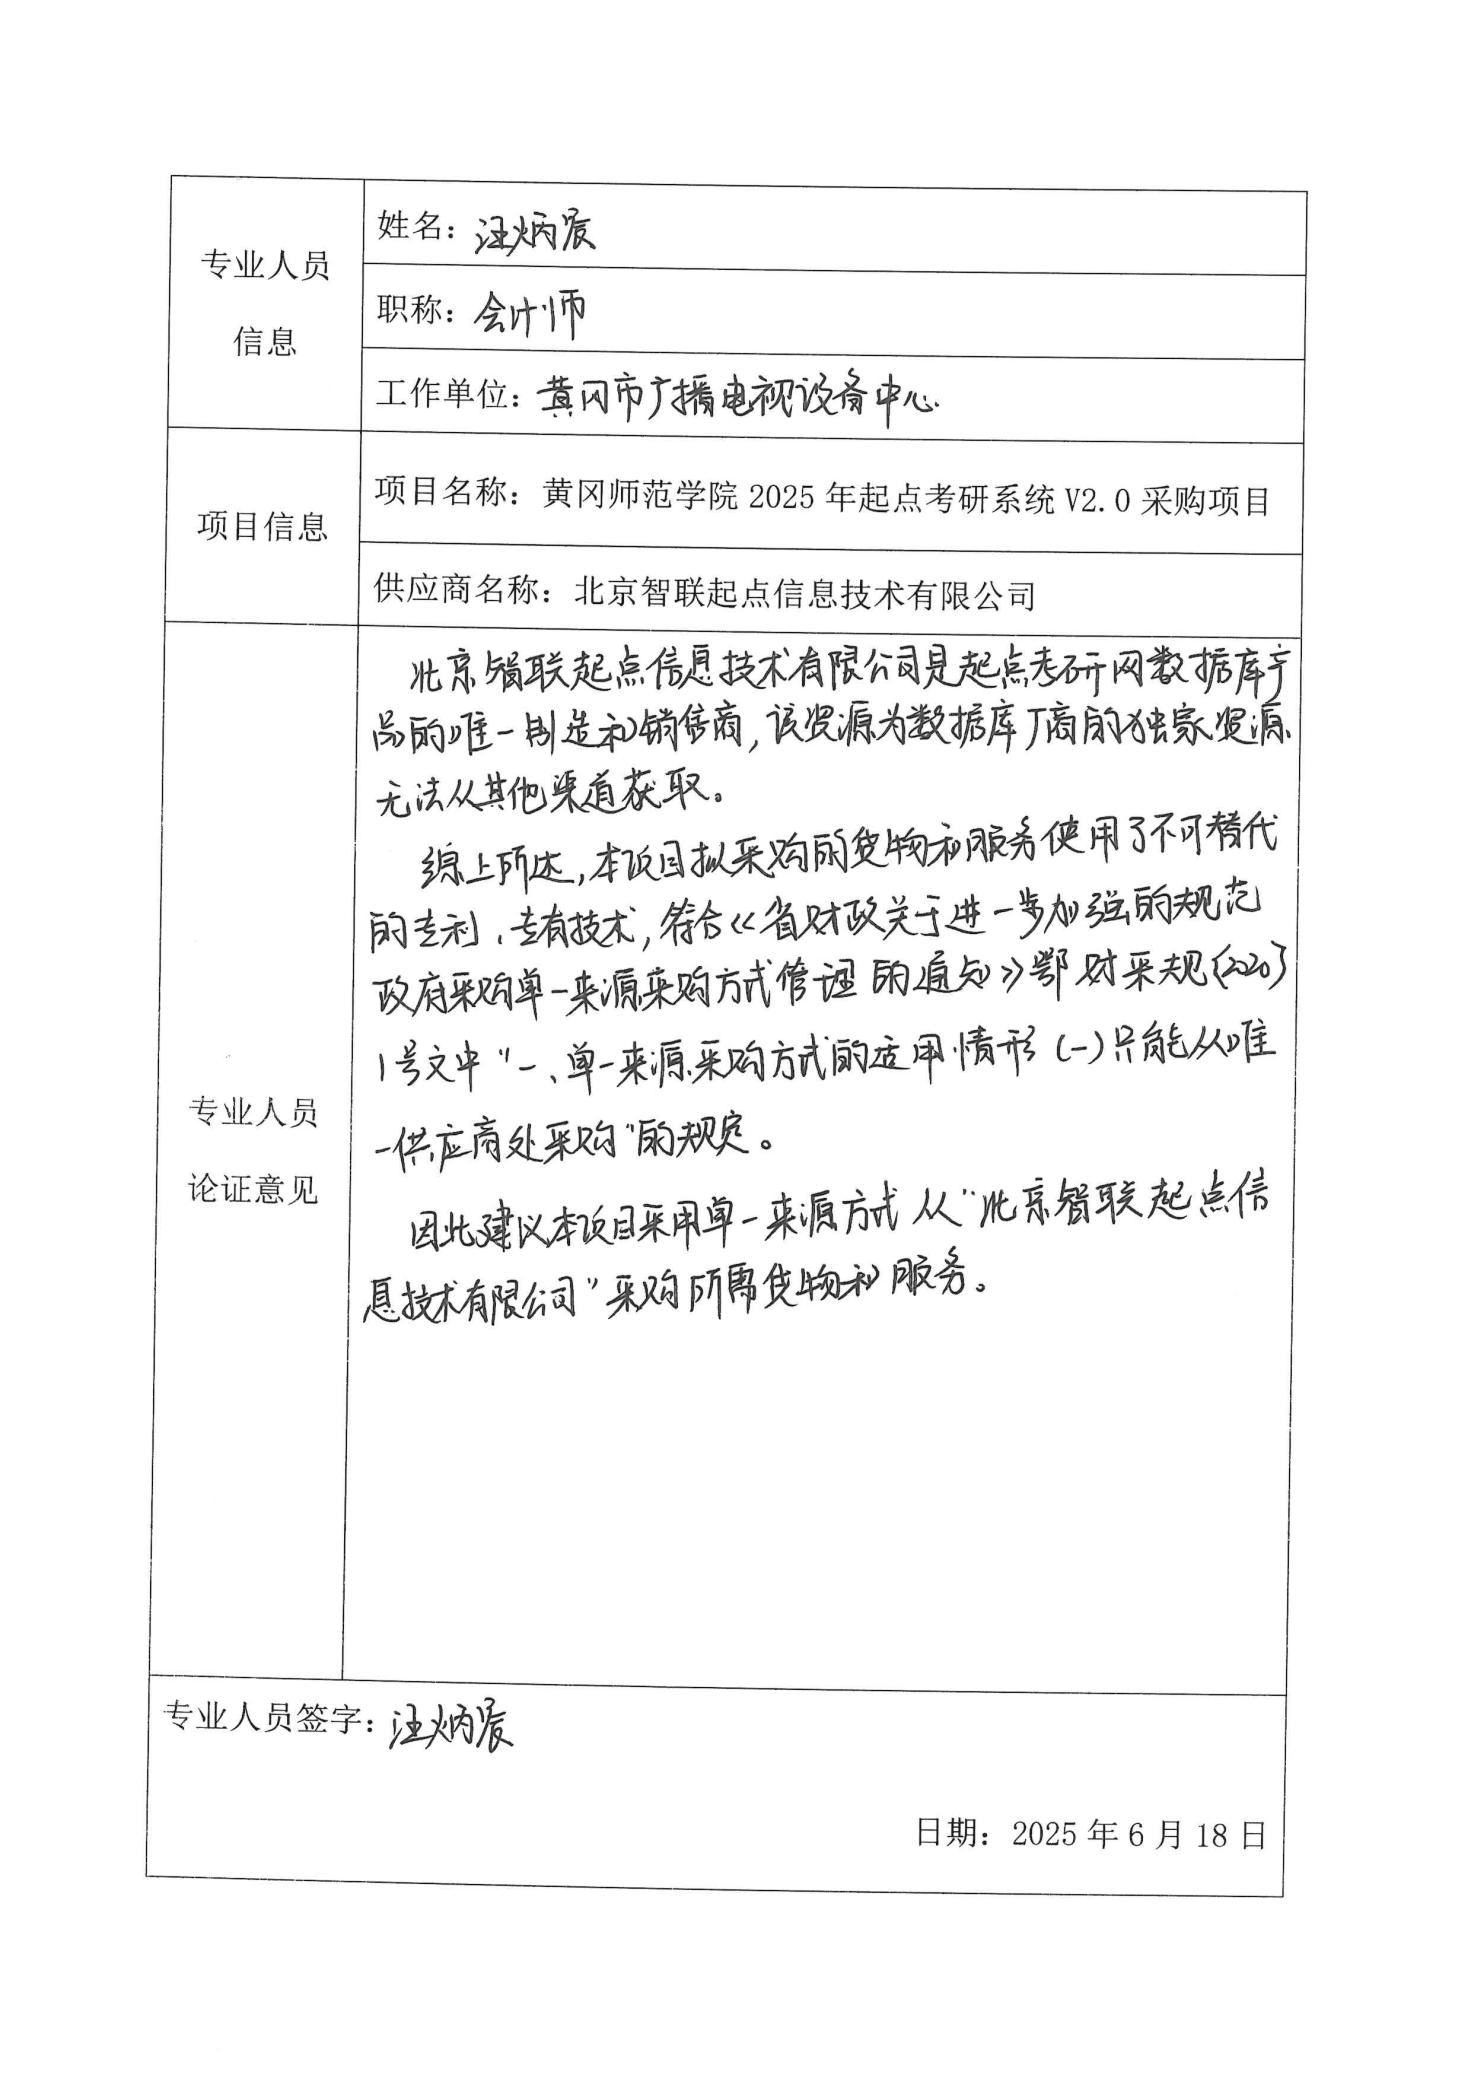 专业人员
信息
姓名：汪炳宸
职称：会计师
工作单位：黄冈市广播电视设备中心.
项目信息
项目名称：黄冈师范学院 2025 年起点考研系统 V2.0 采购项目
供应商名称：北京智联起点信息技术有限公司
专业人员
论证意见
北京智联起点信息技术有限公司是起点考研网数据库产
品的唯一制造和销售商，该资源为数据库厂商的独家资源
无法从其他渠道获取。
综上所述，本项目拟采购的货物和服务使用了不可替代
的专利、专有技术，符合《省财政关于进一步加强的规范
政府采购单一来源采购方式管理的通知》鄂财采规〔2020〕
1号文中“一、单一来源采购方式的适用情形（一）只能从唯
一供应商处采购”的规定。
因此建议本项目采用单一来源方式从“北京智联起点信
息技术有限公司”采购所需货物和服务。
专业人员签字：汪炳宸
日期：2025 年 6 月 18 日